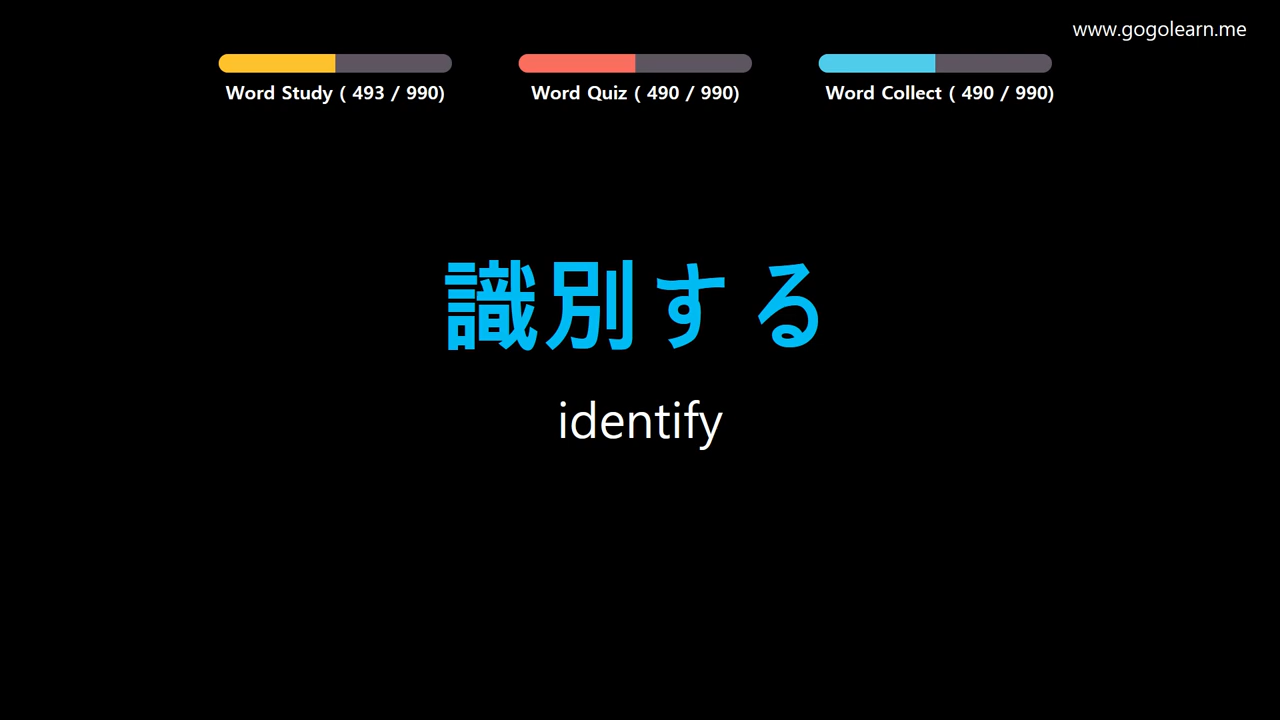 www.gogolearn.me
Word Study ( 493 / 990)
Word Quiz ( 490 / 990)
Word Collect ( 490 / 990)
識別する
identify